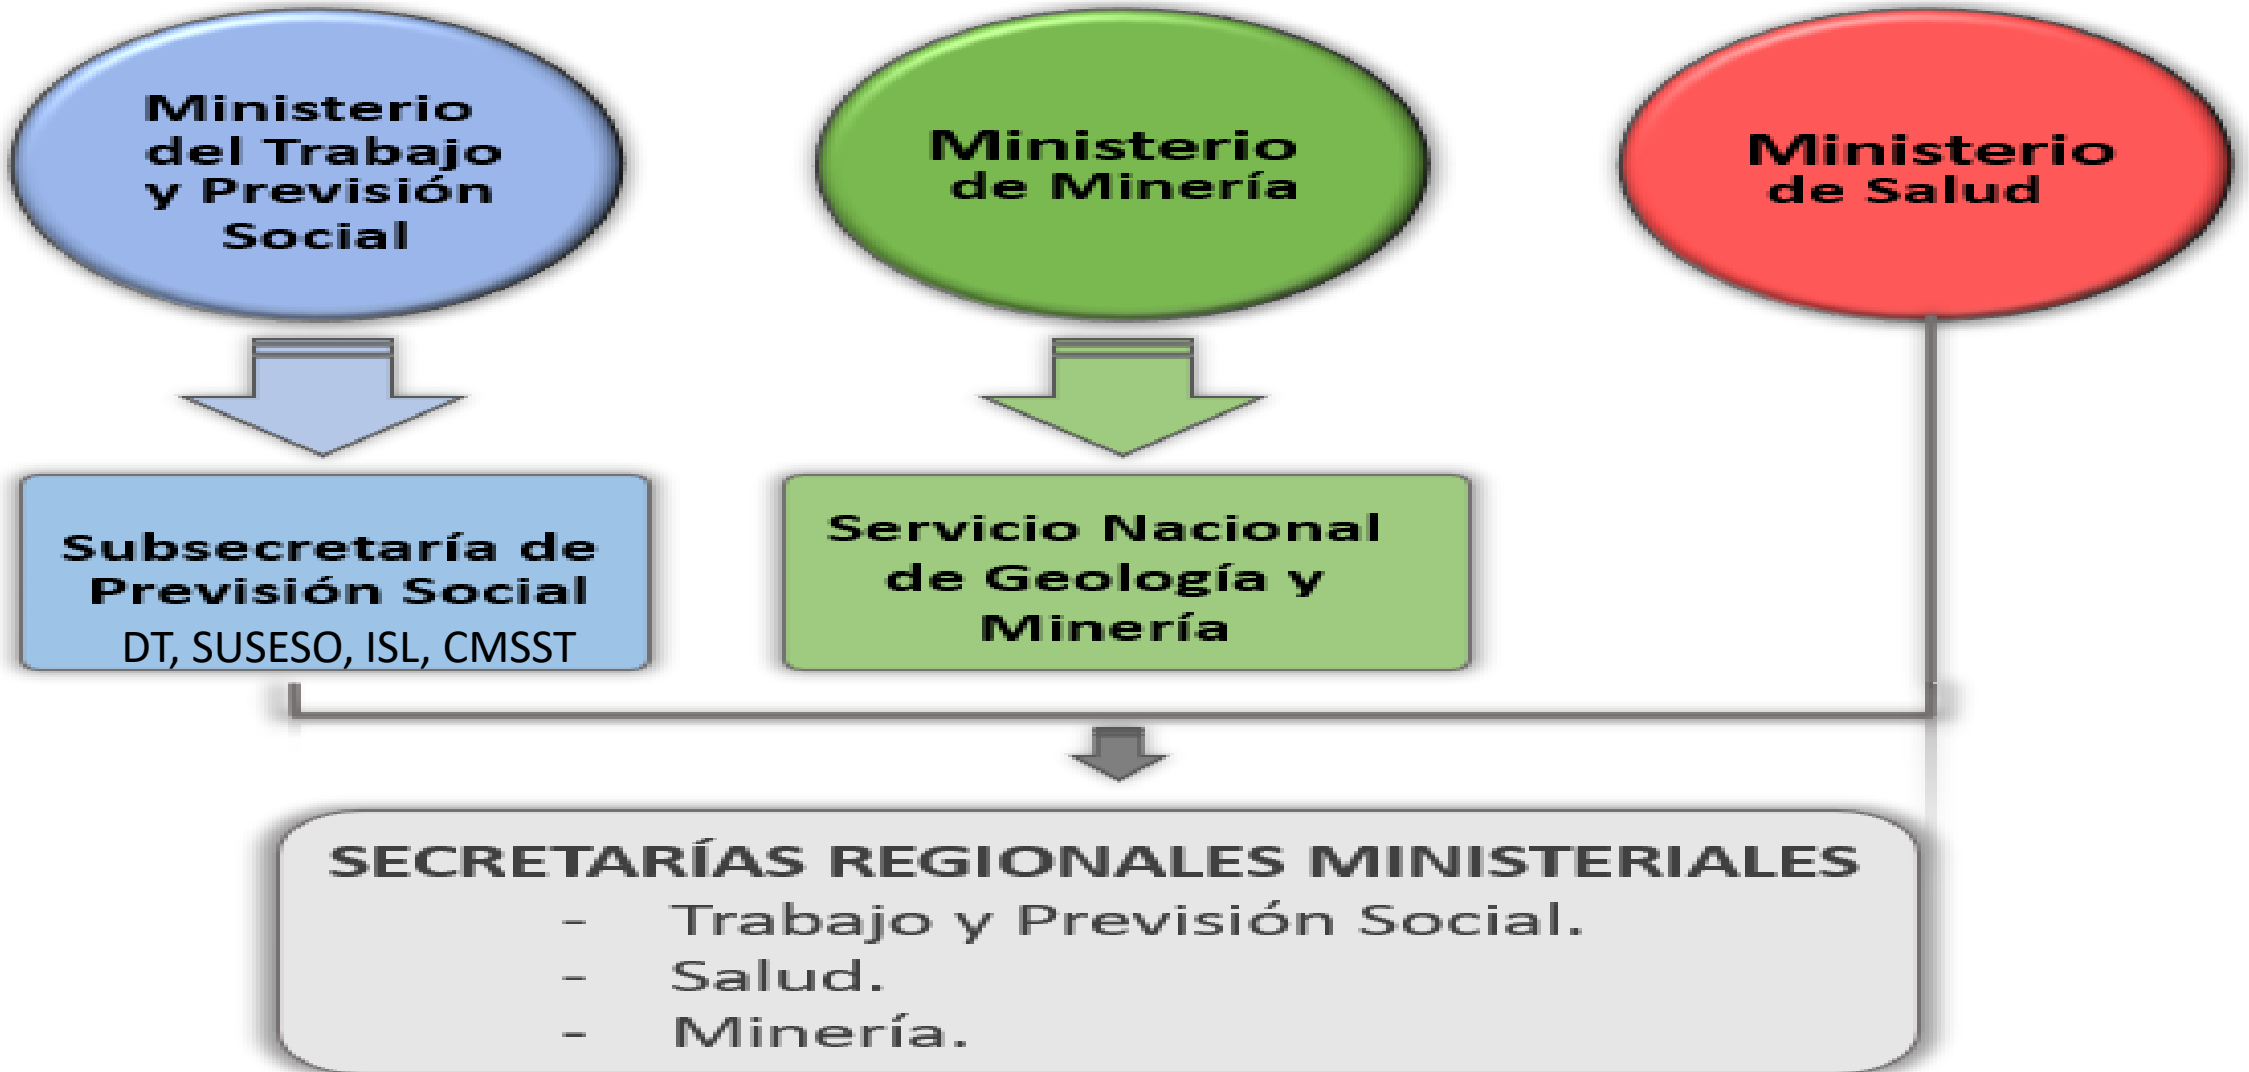 Ministerio
del Trabajo
y Previsión
Social
Ministerio
de Minería
Ministerio
de Salud
Subsecretaría de
Previsión Social
DT, SUSESO, ISL, CMSST
Servicio Nacional
de Geología y
Minería
SECRETARÍAS REGIONALES MINISTERIALES
- Trabajo y Previsión Social.
- Salud.
- Minería.